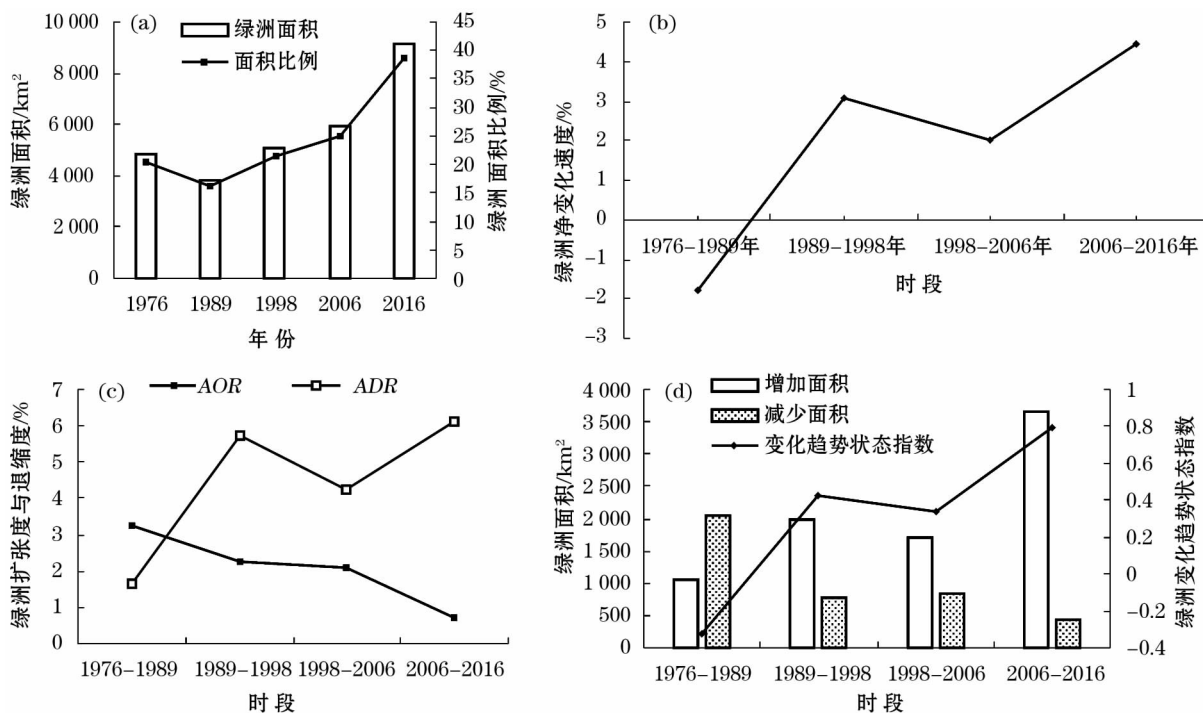 (a)
绿洲面积
面积比例
10 000
8 000
6 000
4 000
2 000
0
绿洲面积/km²
45
40
35
30
25
20
15
10
5
0
绿洲面积比例/%
1976 1989 1998 2006 2016
年份
(b)
5
4
3
2
1
0
-1
-2
-3
绿洲净变化速度/%
1976-1989年 1989-1998年 1998-2006年 2006-2016年
时段
(c)
AOR ADR
7
6
5
4
3
2
1
0
绿洲扩张度与退缩度/%
1976-1989 1989-1998 1998-2006 2006-2016
时段
(d)
增加面积
减少面积
变化趋势状态指数
4 000
3 500
3 000
2 500
2 000
1 500
1 000
500
0
绿洲面积/km²
1
0.8
0.6
0.4
0.2
0
-0.2
-0.4
绿洲变化趋势状态指数
1976-1989 1989-1998 1998-2006 2006-2016
时段